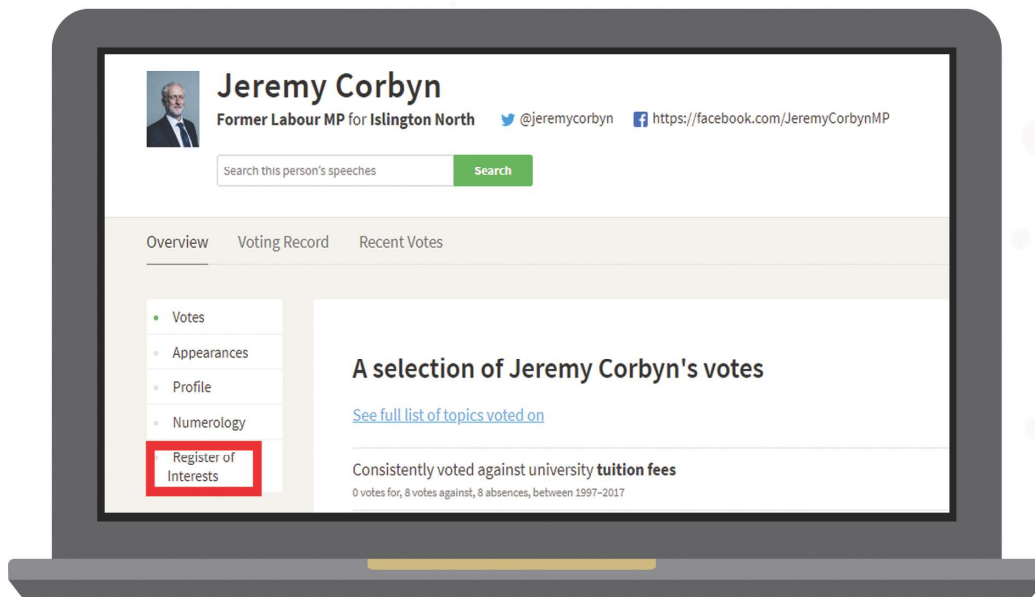 Jeremy Corbyn
Former Labour MP for Islington North @jeremycorbyn https://facebook.com/JeremyCorbynMP
Search this person's speeches Search
Overview Voting Record Recent Votes
Votes
Appearances
Profile
Numerology
Register of
Interests
A selection of Jeremy Corbyn's votes
See full list of topics voted on
Consistently voted against university tuition fees
0 votes for, 8 votes against, 8 absences, between 1997–2017